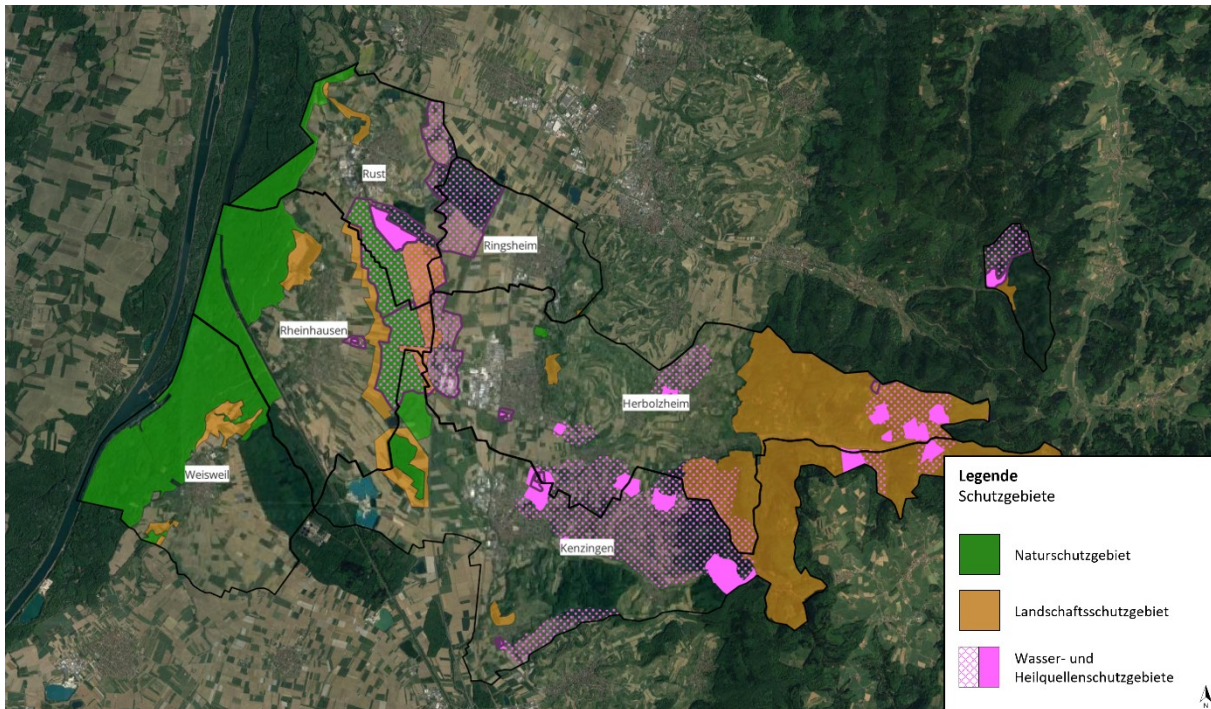 Rust
Ringsheim
Rheinhausen
Herbolzheim
Weisweil
Kenzingen
Legende
Schutzgebiete
Naturschutzgebiet
Landschaftsschutzgebiet
Wasser- und
Heilquellenschutzgebiete
N